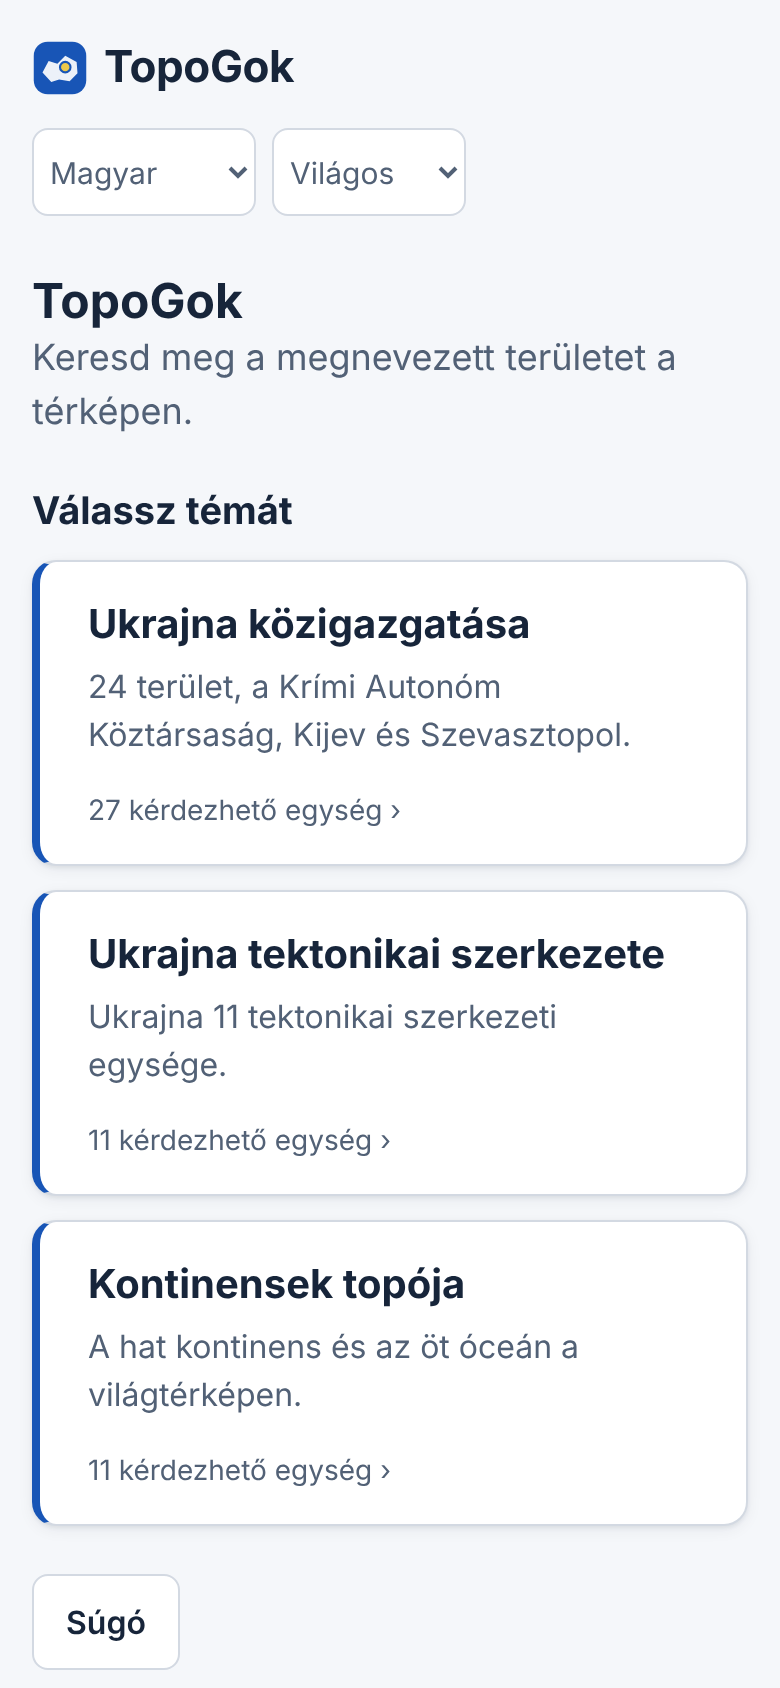 TopoGok
Magyar
Világos
TopoGok
Keresd meg a megnevezett területet a
térképen.
Válassz témát
Ukrajna közigazgatása
24 terület, a Krími Autonóm
Köztársaság, Kijev és Szevasztopol.
27 kérdezhető egység ›
Ukrajna tektonikai szerkezete
Ukrajna 11 tektonikai szerkezeti
egysége.
11 kérdezhető egység ›
Kontinensek topója
A hat kontinens és az öt óceán a
világtérképen.
11 kérdezhető egység ›
Súgó